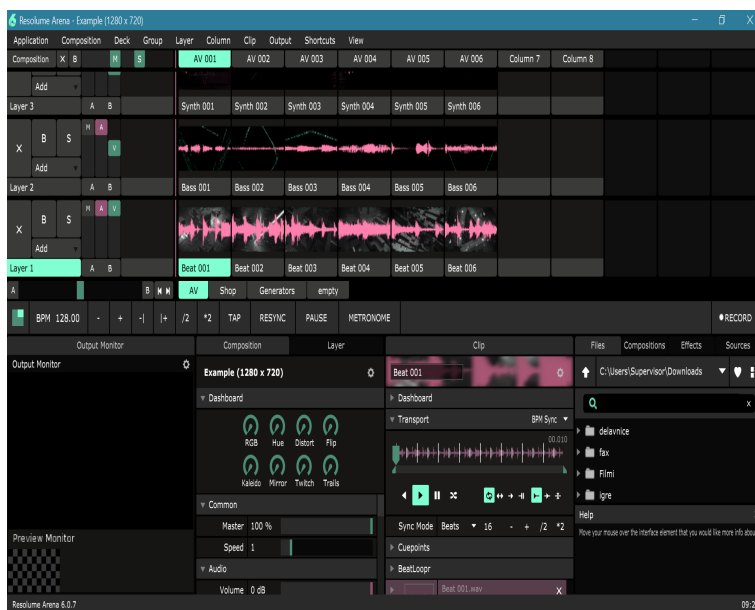 Resolume Arena - Example (1280 x 720)
Application Composition Deck Group Layer Column Clip Output Shortcuts View
Composition X B M S AV 001 AV 002 AV 003 AV 004 AV 005 AV 006 Column 7 Column 8
Add
Layer 3 A B Synth 001 Synth 002 Synth 003 Synth 004 Synth 005 Synth 006
M A
X B S V
Add
Layer 2 A B Bass 001 Bass 002 Bass 003 Bass 004 Bass 005 Bass 006
M A V
X B S
Add
Layer 1 A B Beat 001 Beat 002 Beat 003 Beat 004 Beat 005 Beat 006
A B AV Shop Generators empty
BPM 128.00 - + -| |+ /2 *2 TAP RESYNC PAUSE METRONOME RECORD
Output Monitor Composition Layer Clip Files Compositions Effects Sources
Output Monitor
Example (1280 x 720)
Beat 001
C:\Users\Supervisor\Downloads
Dashboard
RGB Hue Distort Flip
Kaleido Mirror Twitch Trails
Common
Master 100 %
Speed 1
Audio
Volume 0 dB
Dashboard
Transport BPM Sync
00.010
Sync Mode Beats 16 - + /2 *2
Cuepoints
BeatLoopr
Beat 001.wav X
x
delavnice
fax
Filmi
igre
Help
Move your mouse over the interface element that you would like more info
Preview Monitor
Resolume Arena 6.0.7